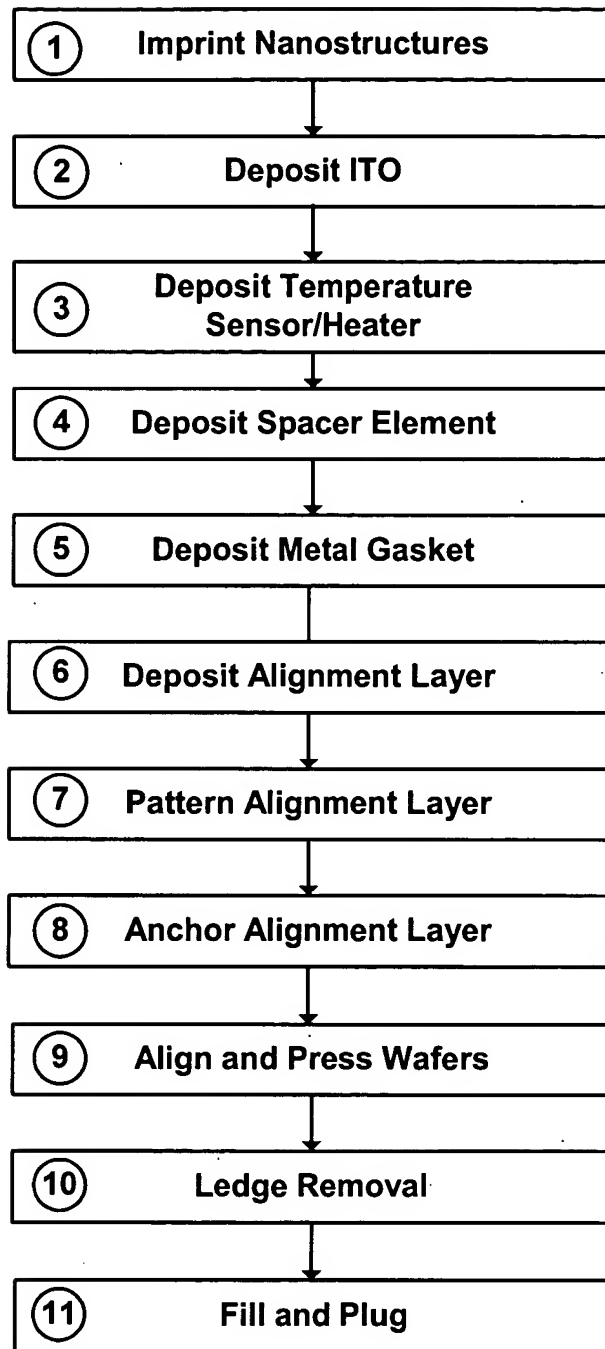 1 Imprint Nanostructures
2 Deposit ITO
3 Deposit Temperature
Sensor/Heater
4 Deposit Spacer Element
5 Deposit Metal Gasket
6 Deposit Alignment Layer
7 Pattern Alignment Layer
8 Anchor Alignment Layer
9 Align and Press Wafers
10 Ledge Removal
11 Fill and Plug